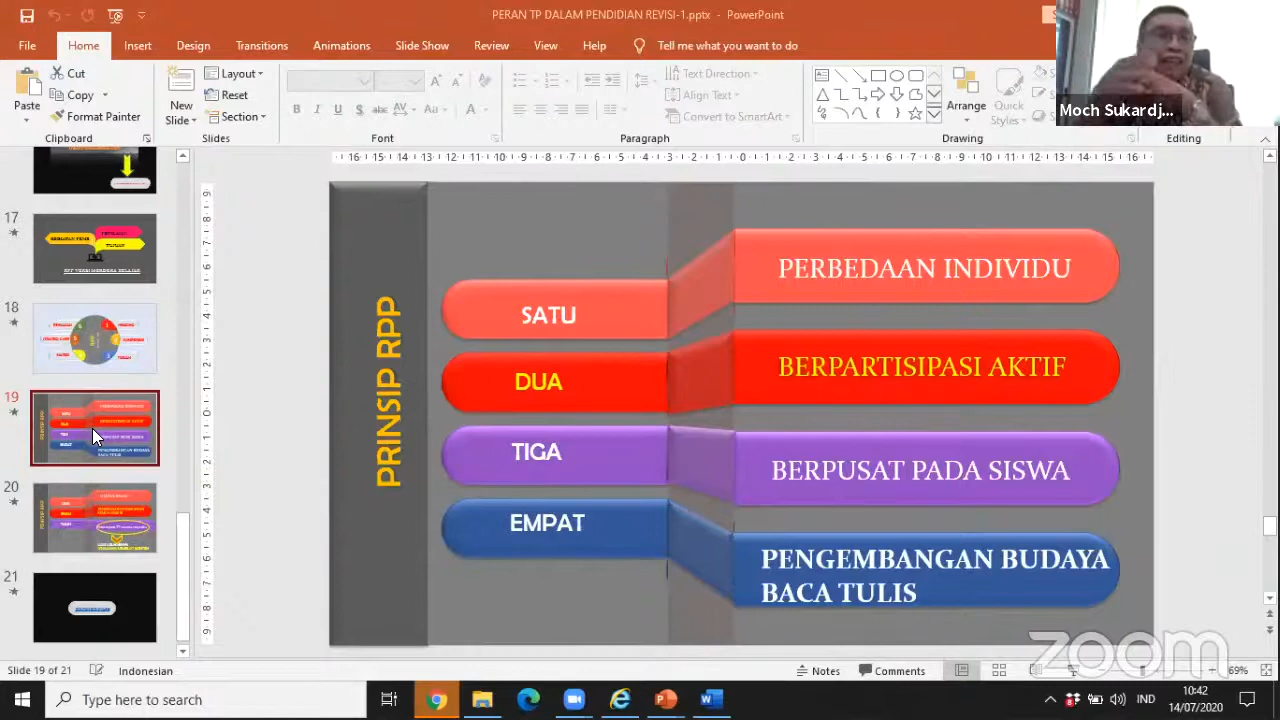 PERAN TP DALAM PENDIDIAN REVISI-1.pptx - PowerPoint
File Home Insert Design Transitions Animations Slide Show Review View Help Tell me what you want to do
Cut
Copy
Format Painter
Paste
New Slide
Layout
Reset
Section
Text Direction
Align Text
Convert to SmartArt
Arrange
Quick Styles
Clipboard Slides Font Paragraph Drawing Editing
Moch Sukardj...
17
18
19
20
21
PRINSIP RPP
SATU
PERBEDAAN INDIVIDU
DUA
BERPARTISIPASI AKTIF
TIGA
BERPUSAT PADA SISWA
EMPAT
PENGEMBANGAN BUDAYA
BACA TULIS
zoom
Slide 19 of 21 Indonesian Notes Comments 69%
Type here to search
IND
10:42
14/07/2020